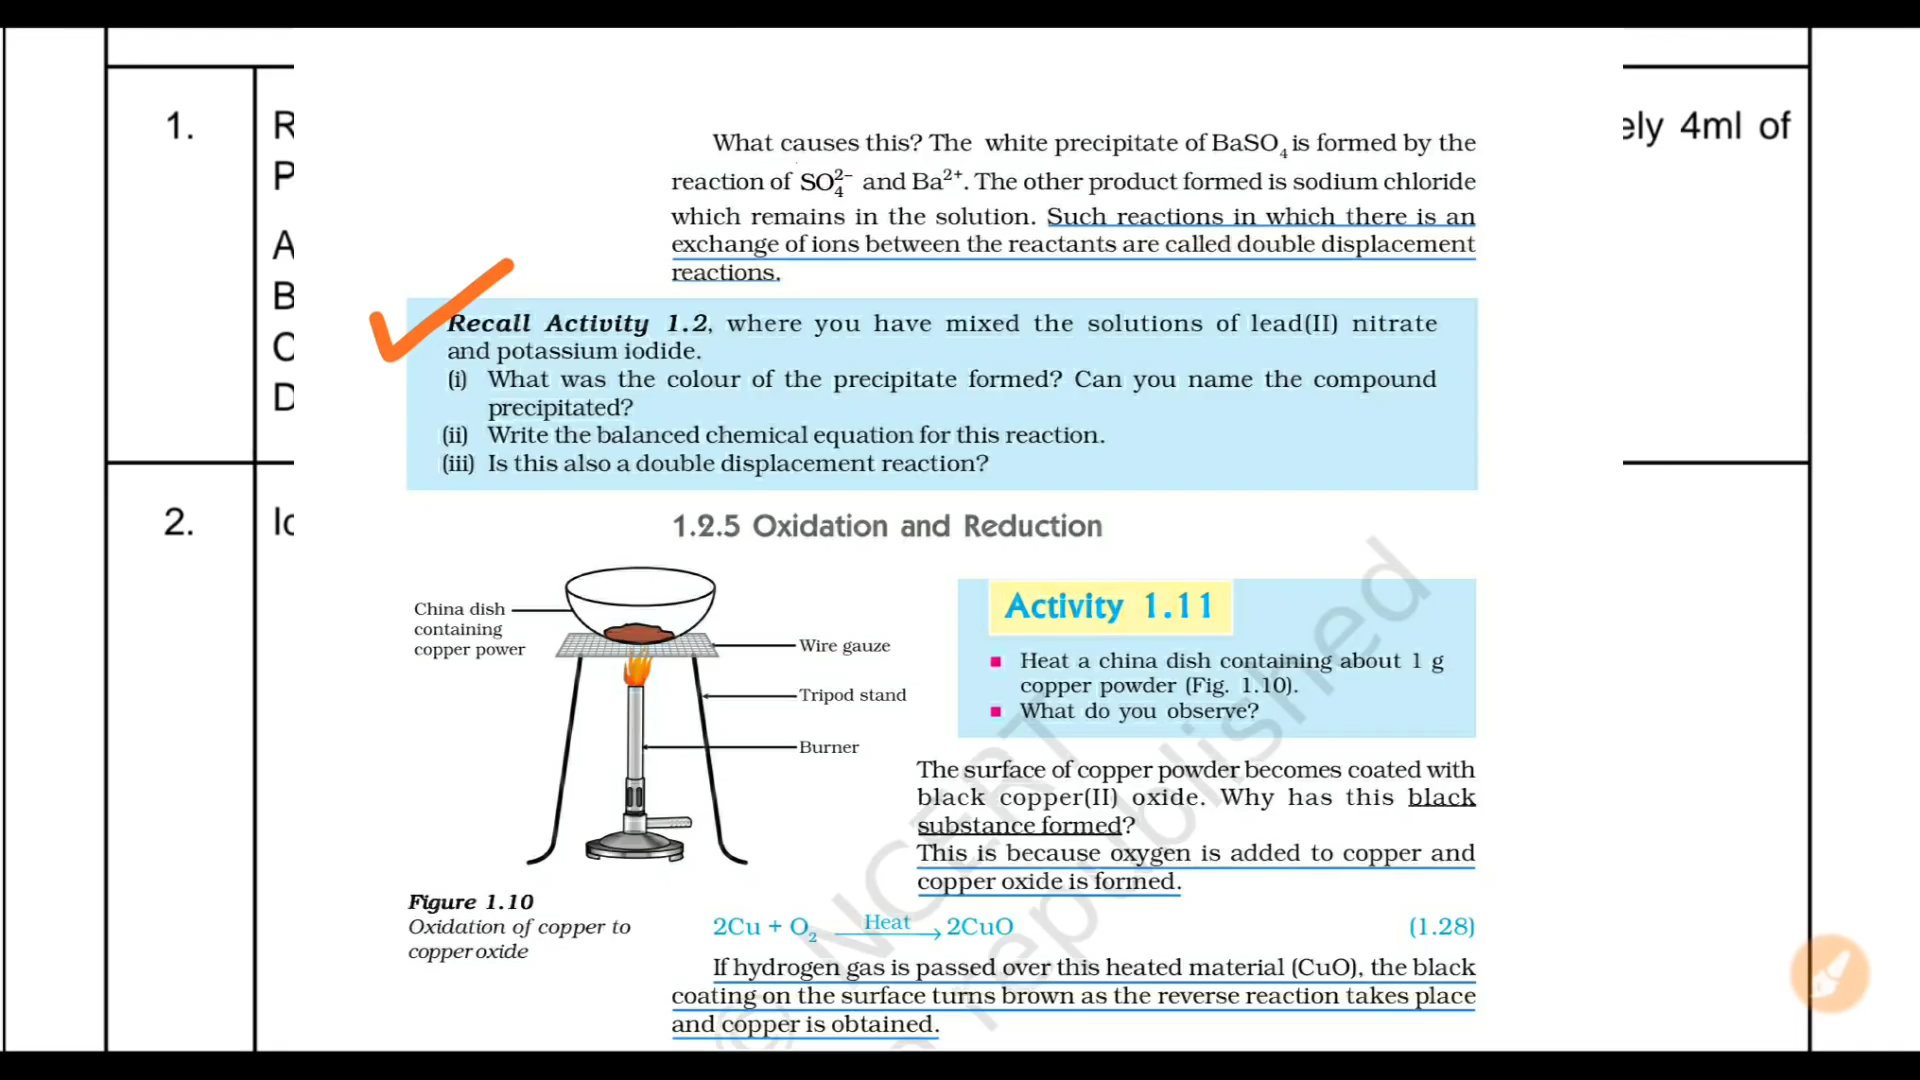 1.
R
P
A
B
C
D
ely 4ml of
2.
What causes this? The white precipitate of BaSO4 is formed by the
reaction of SO4^2– and Ba^2+. The other product formed is sodium chloride
which remains in the solution. Such reactions in which there is an
exchange of ions between the reactants are called double displacement
reactions.
Recall Activity 1.2, where you have mixed the solutions of lead(II) nitrate
and potassium iodide.
(i) What was the colour of the precipitate formed? Can you name the compound
precipitated?
(ii) Write the balanced chemical equation for this reaction.
(iii) Is this also a double displacement reaction?
1.2.5 Oxidation and Reduction
China dish
containing
copper power
Wire gauze
Tripod stand
Burner
Figure 1.10
Oxidation of copper to
copper oxide
Activity 1.11
Heat a china dish containing about 1 g
copper powder (Fig. 1.10).
What do you observe?
The surface of copper powder becomes coated with
black copper(II) oxide. Why has this black
substance formed?
This is because oxygen is added to copper and
copper oxide is formed.
2Cu + O2 Heat → 2CuO (1.28)
If hydrogen gas is passed over this heated material (CuO), the black
coating on the surface turns brown as the reverse reaction takes place
and copper is obtained.
© NCERT
republished